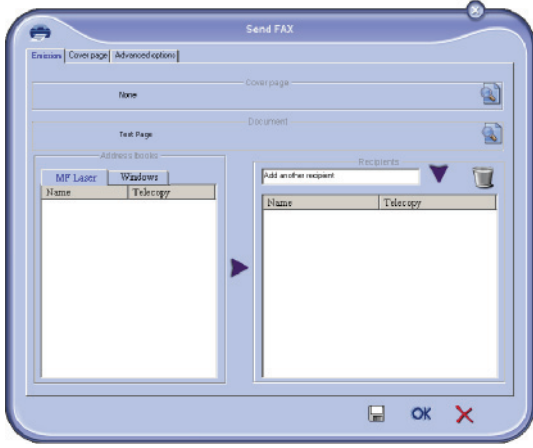 Send FAX
Emission Cover page Advanced options
Cover page
None
Document
Test Page
Address books
MF Laser Windows
Name Telecopy
Recipients
Add another recipient
Name Telecopy
OK